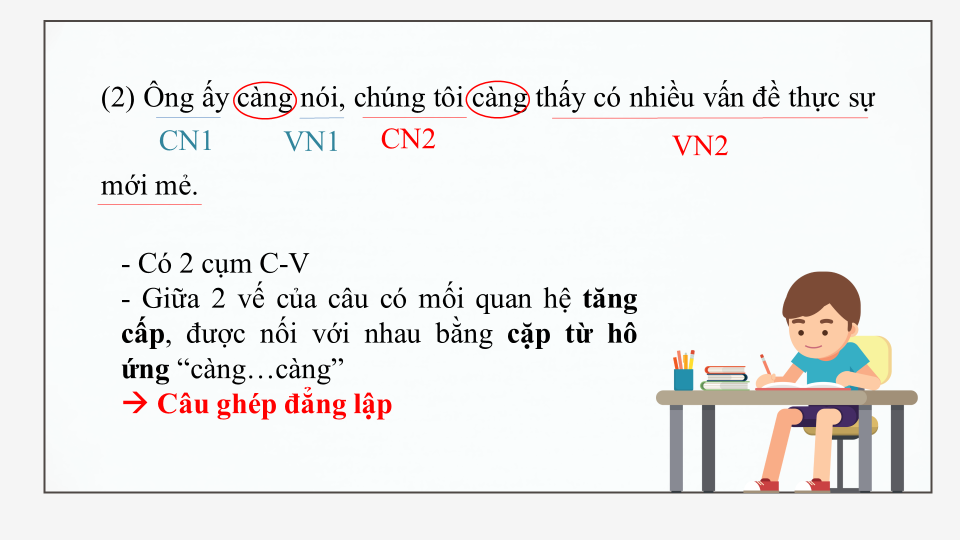 (2) Ông ấy càng nói, chúng tôi càng thấy có nhiều vấn đề thực sự
CN1 VN1 CN2 VN2
mới mẻ.
- Có 2 cụm C-V
- Giữa 2 vế của câu có mối quan hệ tăng
cấp, được nối với nhau bằng cặp từ hô
ứng “càng…càng”
→ Câu ghép đẳng lập